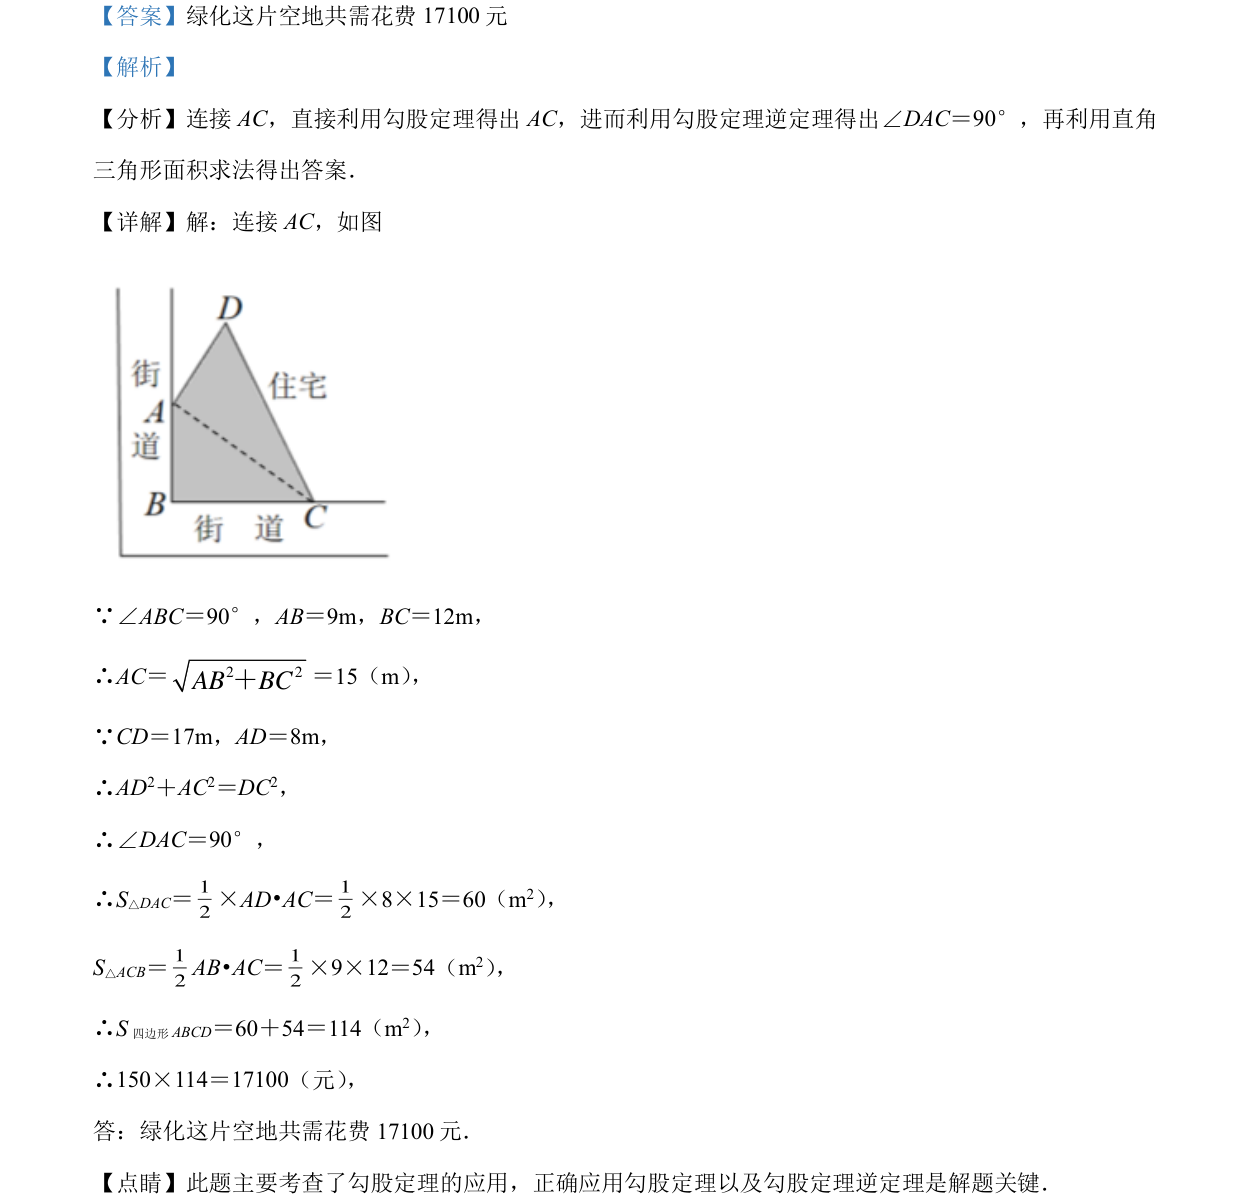 【答案】绿化这片空地共需花费 17100 元
【解析】
【分析】连接 AC，直接利用勾股定理得出 AC，进而利用勾股定理逆定理得出∠DAC＝90°，再利用直角
三角形面积求法得出答案．
【详解】解：连接 AC，如图
D
街
住宅
A
道
B
C
街 道
∵∠ABC＝90°，AB＝9m，BC＝12m，
∴AC＝√(AB²＋BC²)＝15（m），
∵CD＝17m，AD＝8m，
∴AD²＋AC²＝DC²，
∴∠DAC＝90°，
∴S△DAC＝1/2×AD•AC＝1/2×8×15＝60（m²），
S△ACB＝1/2AB•AC＝1/2×9×12＝54（m²），
∴S 四边形 ABCD＝60＋54＝114（m²），
∴150×114＝17100（元），
答：绿化这片空地共需花费 17100 元．
【点睛】此题主要考查了勾股定理的应用，正确应用勾股定理以及勾股定理逆定理是解题关键．